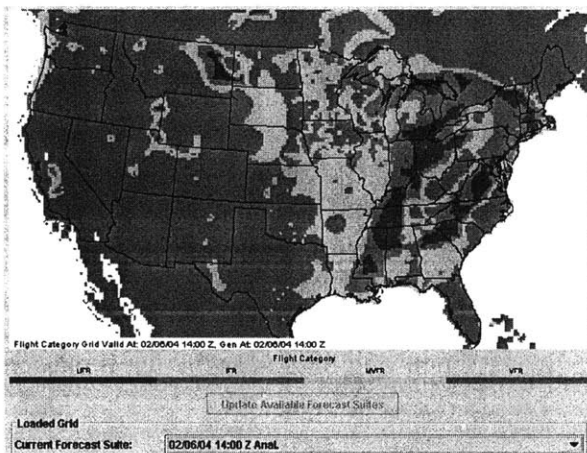 Flight Category Grid Valid At: 02/06/04 14:00 Z, Gen At: 02/06/04 14:00 Z
Flight Category
LIFR IFR MVFR VFR
Update Available Forecast Suites
Loaded Grid
Current Forecast Suite: 02/06/04 14:00 Z Anal.